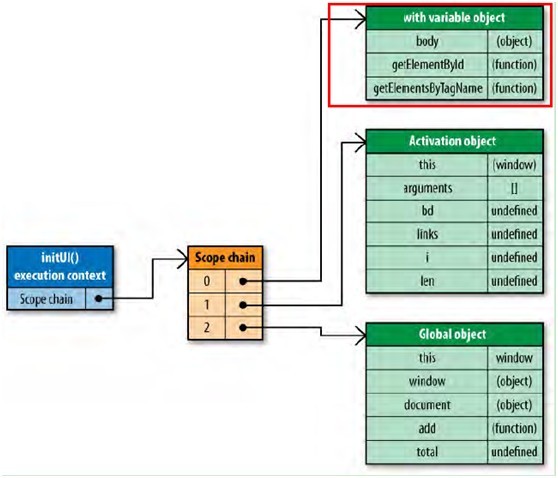 with variable object
body (object)
getElementById (function)
getElementsByTagName (function)
Activation object
this (window)
arguments []
bd undefined
links undefined
i undefined
len undefined
initUI()
execution context
Scope chain
Scope chain
0
1
2
Global object
this window
window (object)
document (object)
add (function)
total undefined